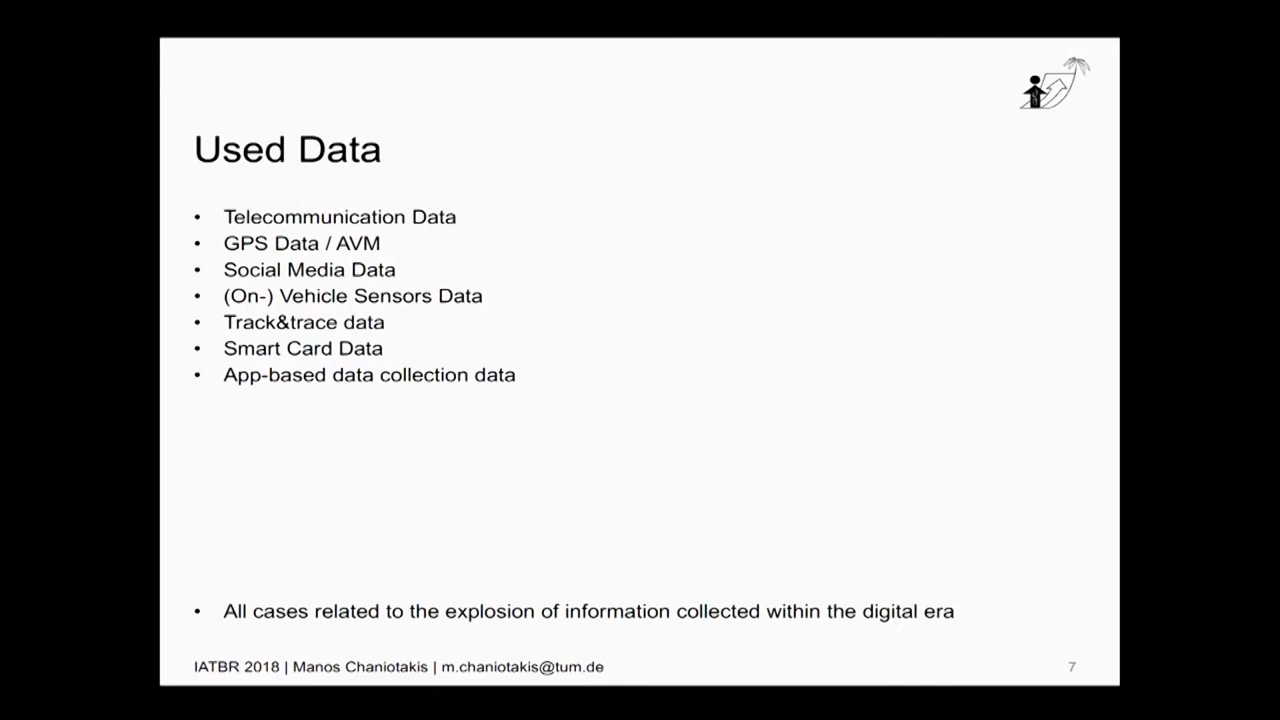 Used Data
• Telecommunication Data
• GPS Data / AVM
• Social Media Data
• (On-) Vehicle Sensors Data
• Track&trace data
• Smart Card Data
• App-based data collection data
• All cases related to the explosion of information collected within the digital era
IATBR 2018 | Manos Chaniotakis | m.chaniotakis@tum.de
7